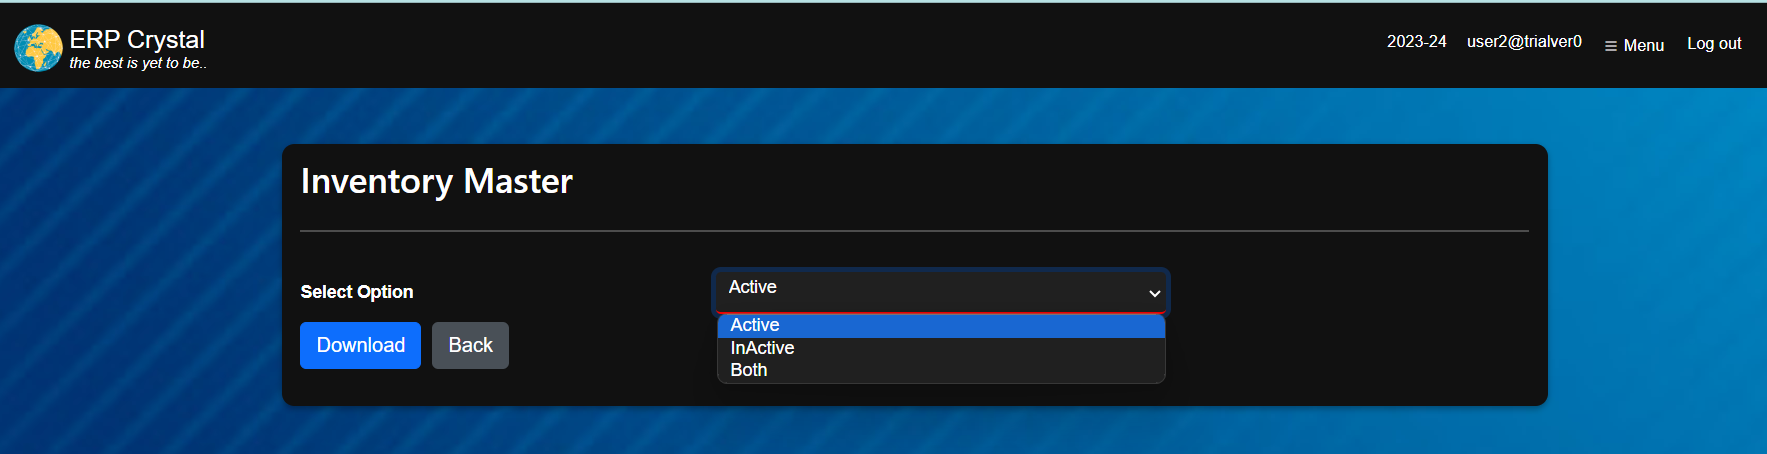 ERP Crystal
the best is yet to be..
2023-24 user2@trialver0 Menu Log out
Inventory Master
Select Option Active
Active
InActive
Both
Download Back